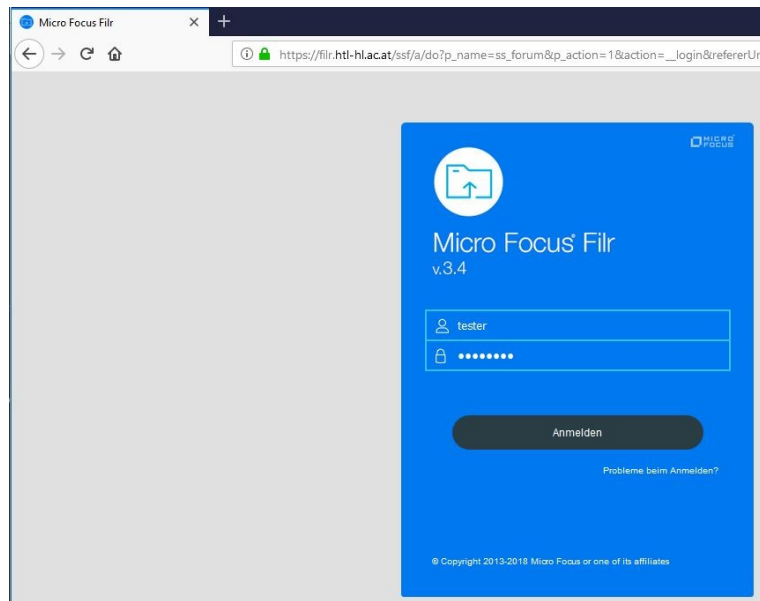 Micro Focus Filr
https://filr.htl-hl.ac.at/ssf/a/do?p_name=ss_forum&p_action=1&action=__login&refererUr
MICRO
FOCUS
Micro Focus® Filr
v.3.4
tester
••••••••
Anmelden
Probleme beim Anmelden?
© Copyright 2013-2018 Micro Focus or one of its affiliates